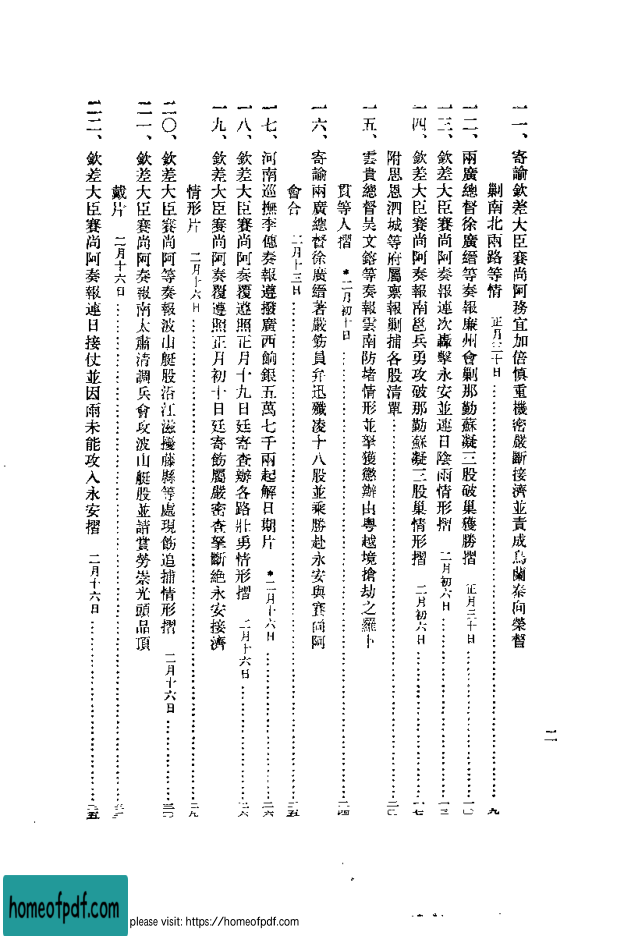 一一、寄諭欽差大臣賽尚阿務宜加倍慎重機密嚴斷接濟並責成烏蘭泰向榮督
剿南北兩路等情 正月三十日……九
一二、兩廣總督徐廣縉等奏報廉州會剿那勤蘇凝三股破巢獲勝摺 正月三十日……
一三、欽差大臣賽尚阿奏報連次轟擊永安並連日陰雨情形摺 二月初六日……一三
一四、欽差大臣賽尚阿奏報南邕兵勇攻破那勤蘇凝三股巢情形摺 二月初六日……一七
附思恩泗城等府屬禀報剿捕各股清單……二〇
一五、雲貴總督吳文鎔等奏報雲南防堵情形並拏獲懲辦由粵越境搶劫之羅卜
貫等人摺 *二月初十日……二四
一六、寄諭兩廣總督徐廣縉著嚴飭員弁迅殲凌十八股並乘勝赴永安與賽尚阿
會合 二月十三日……二五
一七、河南巡撫李僡奏報遵撥廣西餉銀五萬七千兩起解日期片 *二月十六日……二六
一八、欽差大臣賽尚阿奏覆遵照正月十九日廷寄查辦各路壯勇情形摺 二月十六日……二六
一九、欽差大臣賽尚阿奏覆遵照正月初十日廷寄飭屬嚴密查拏斷絶永安接濟
情形片 二月十六日……二九
二〇、欽差大臣賽尚阿等奏報波山艇股沿江滋擾藤縣等處現飭追捕情形摺 二月十六日……三〇
二一、欽差大臣賽尚阿奏報南太肅清調兵會攻波山艇股並請賞勞崇光頭品頂
戴片 二月十六日……
二二、欽差大臣賽尚阿奏報連日接仗並因雨未能攻入永安摺 二月十六日……三五
二
homeofpdf.com
please visit: https://homeofpdf.com